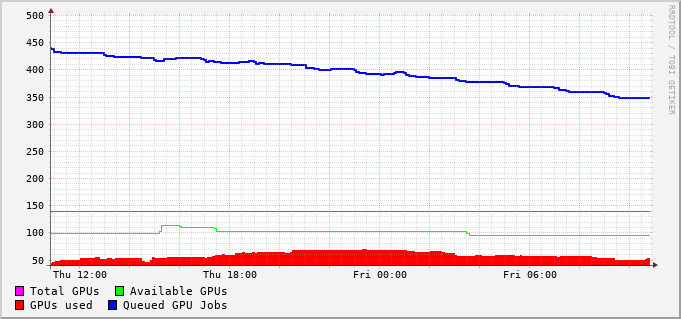 RRDTOOL / TOBI OETIKER
500
450
400
350
300
250
200
150
100
50
Thu 12:00 Thu 18:00 Fri 00:00 Fri 06:00
Total GPUs Available GPUs
GPUs used Queued GPU Jobs